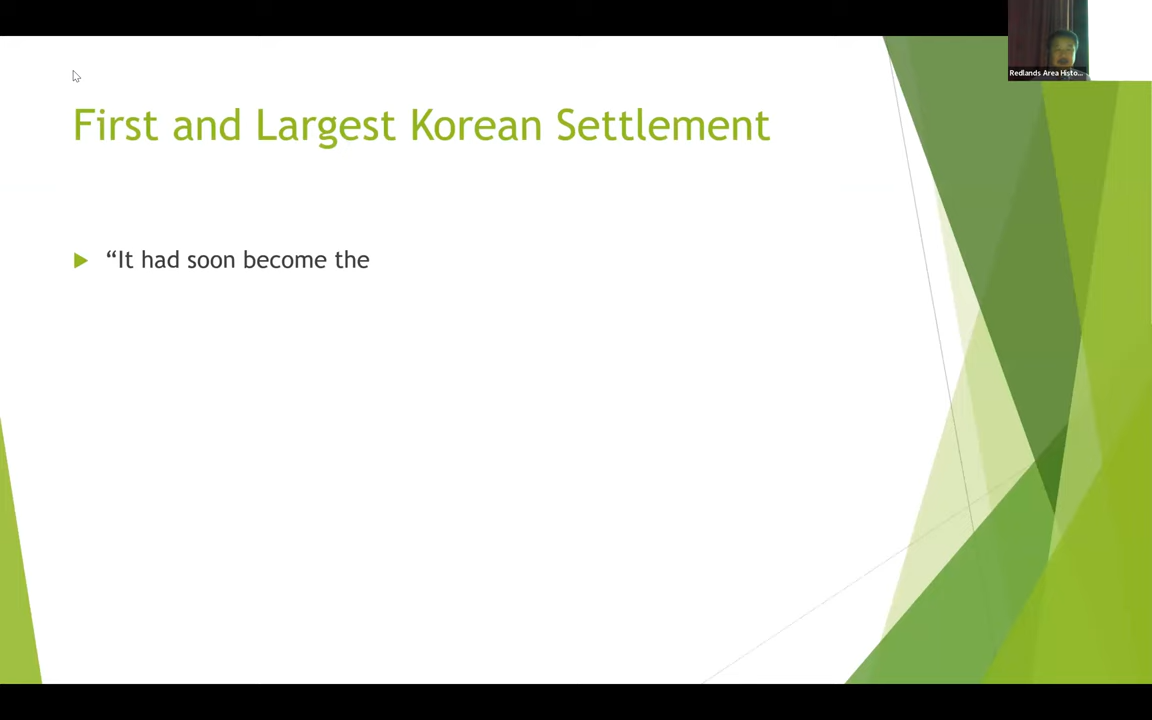 Redlands Area Histo...
First and Largest Korean Settlement
“It had soon become the